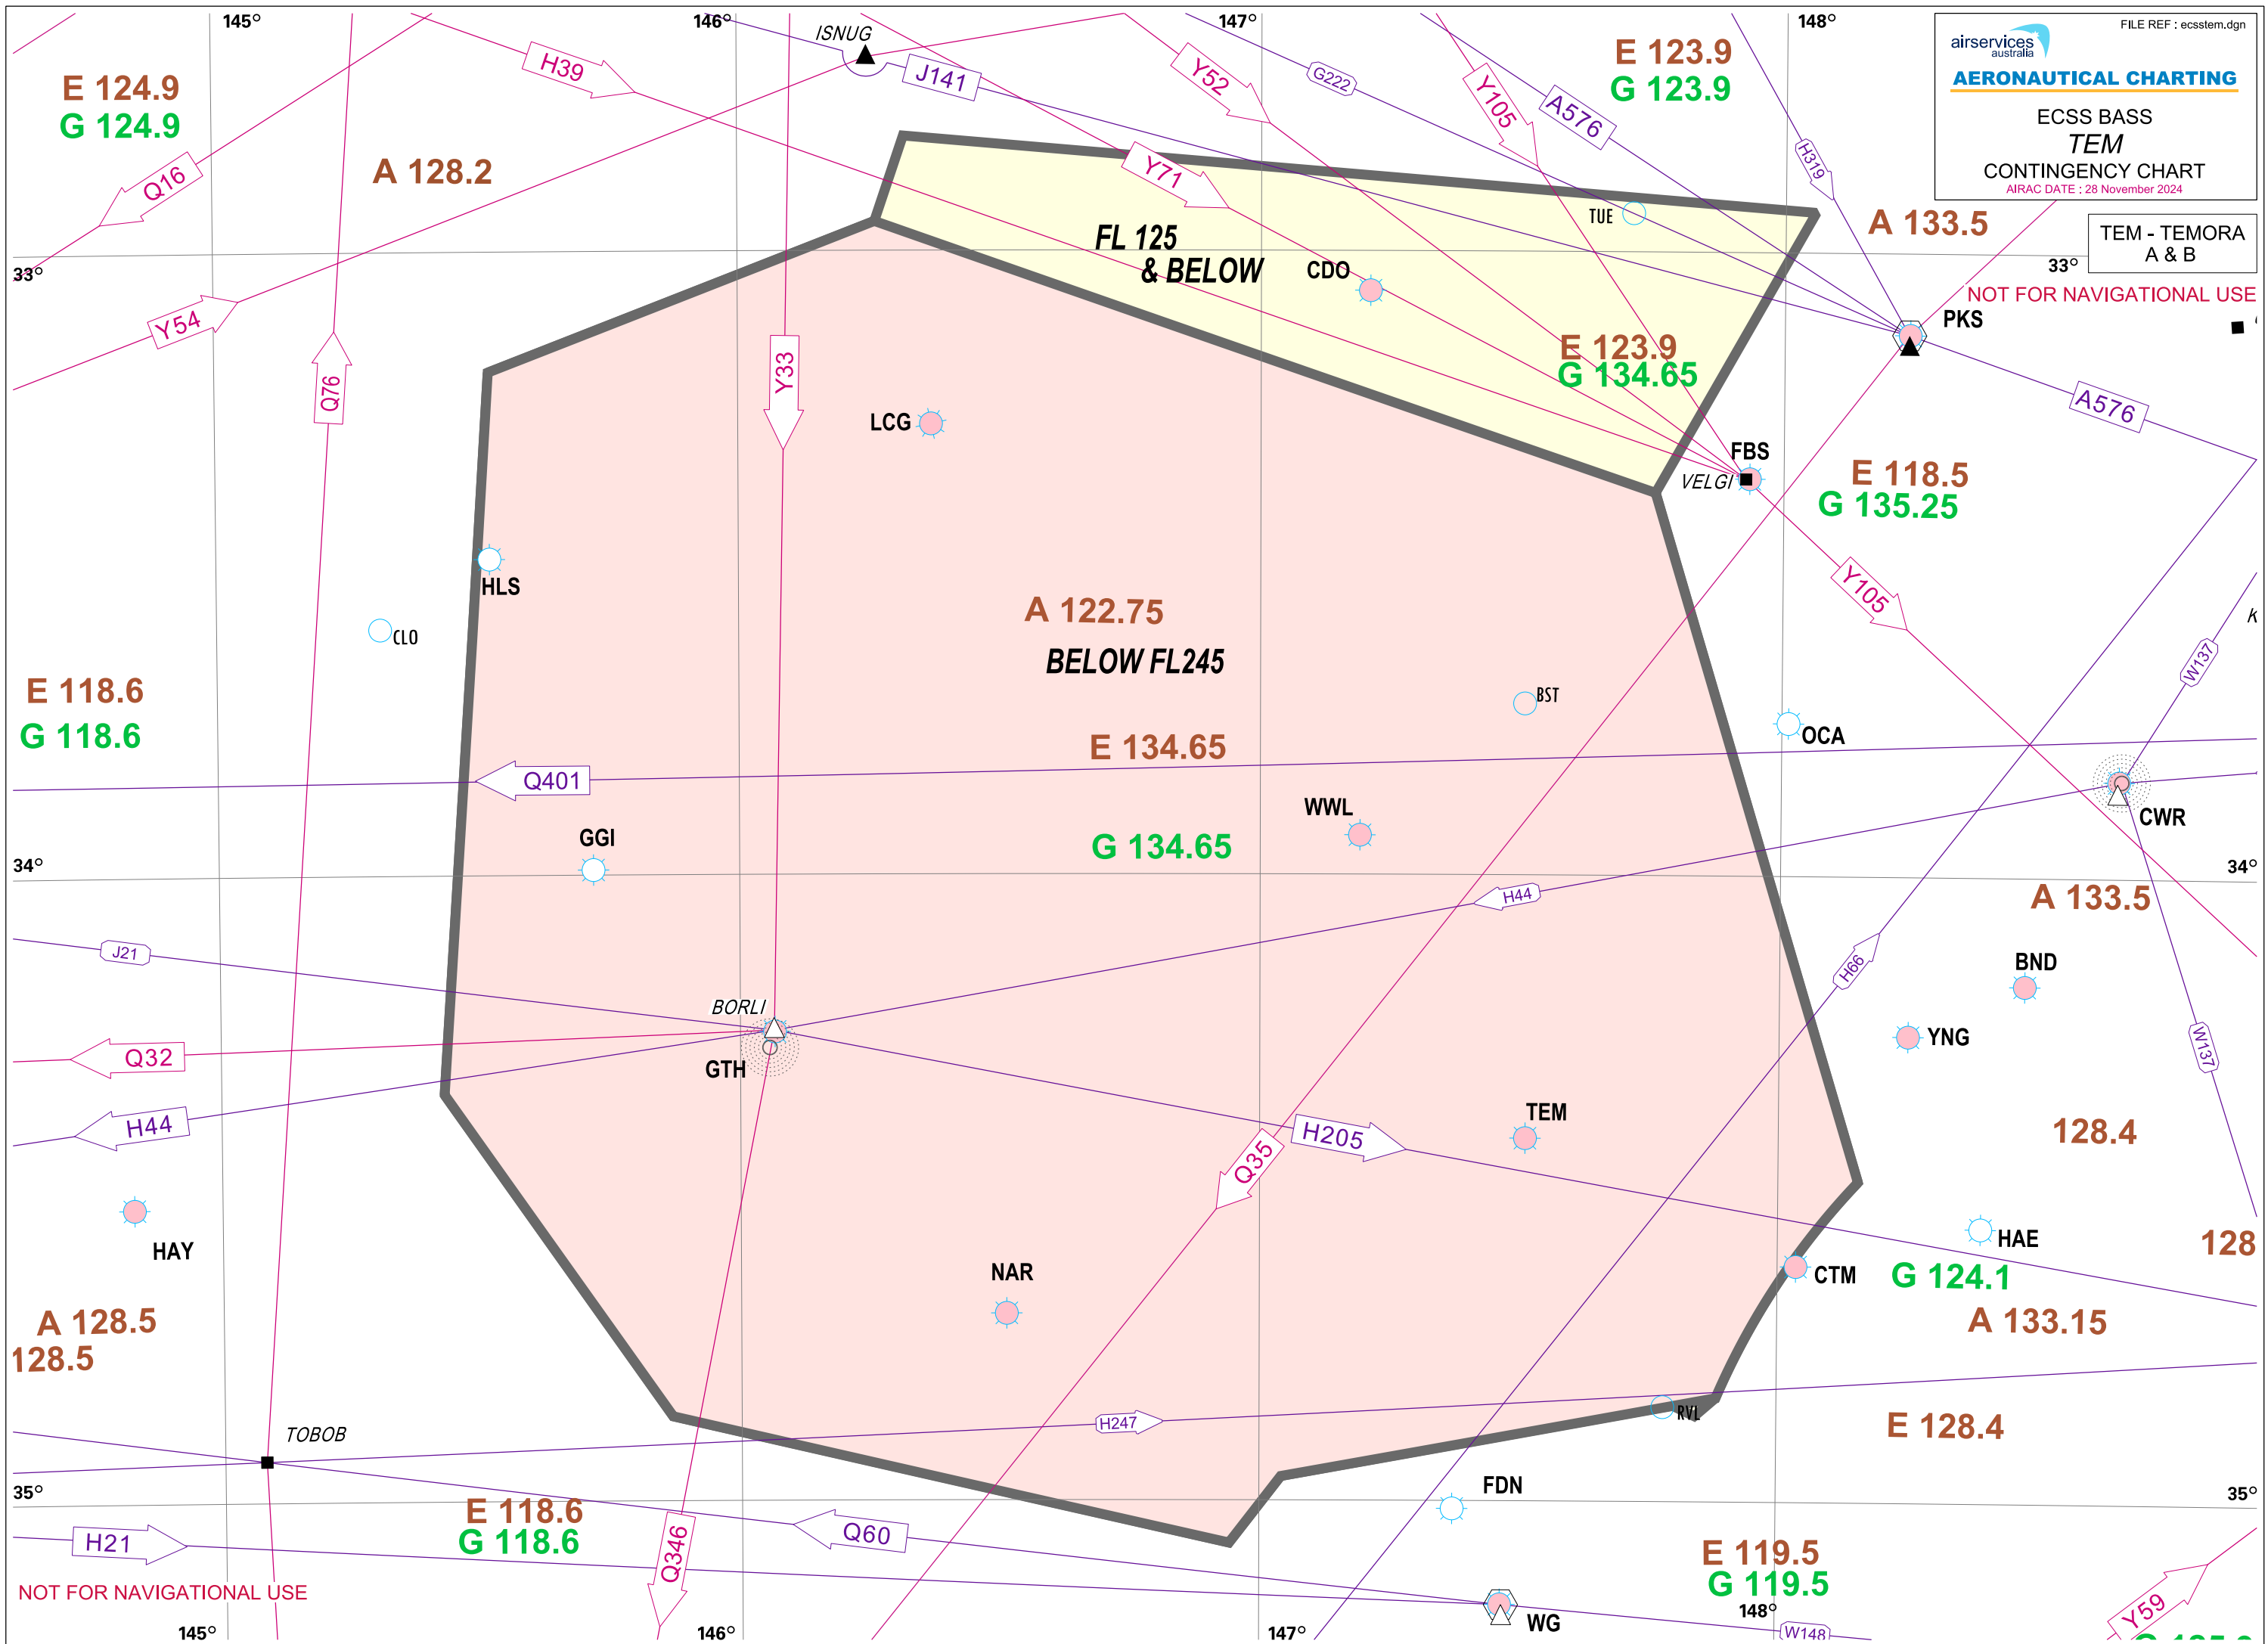 145°
146°
147°
148°
ISNUG
FILE REF : ecsstem.dgn
airservices
australia
AERONAUTICAL CHARTING
ECSS BASS
TEM
CONTINGENCY CHART
AIRAC DATE : 28 November 2024
TEM - TEMORA
A & B
NOT FOR NAVIGATIONAL USE
E 124.9
G 124.9
H39
J141
G222
Y52
Y105
A576
E 123.9
G 123.9
H319
A 128.2
Q16
Y71
TUE
A 133.5
FL 125
& BELOW
CDO
33°
33°
Y54
Q76
Y33
E 123.9
G 134.65
PKS
A576
LCG
FBS
VELGI
E 118.5
G 135.25
HLS
CLO
A 122.75
BELOW FL245
Y105
K
W137
E 118.6
G 118.6
BST
OCA
E 134.65
Q401
WWL
CWR
GGI
G 134.65
34°
34°
H44
A 133.5
J21
H66
BND
BORLI
YNG
W137
Q32
GTH
H44
TEM
H205
128.4
Q35
HAY
HAE
128
NAR
CTM
G 124.1
A 128.5
128.5
A 133.15
RVL
H247
E 128.4
TOBOB
35°
35°
FDN
E 118.6
G 118.6
H21
Q60
Q346
E 119.5
G 119.5
NOT FOR NAVIGATIONAL USE
WG
W148
Y59
145°
146°
147°
148°